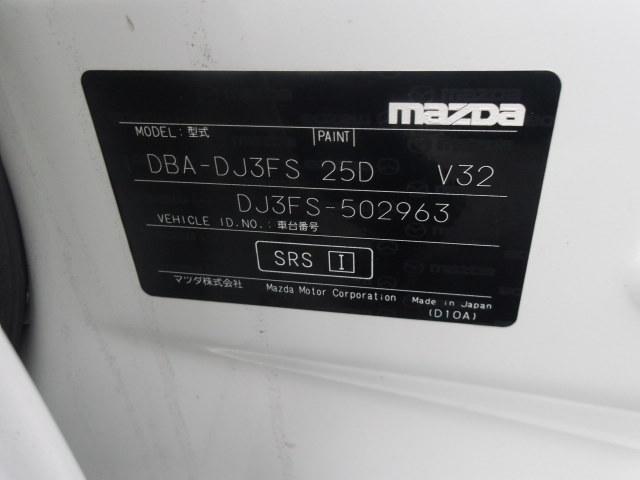 mazda
MODEL: 型式 PAINT
DBA-DJ3FS 25D V32
DJ3FS-502963
VEHICLE ID.NO.: 車台番号
SRS I
マツダ株式会社 Mazda Motor Corporation Made in Japan
(D10A)